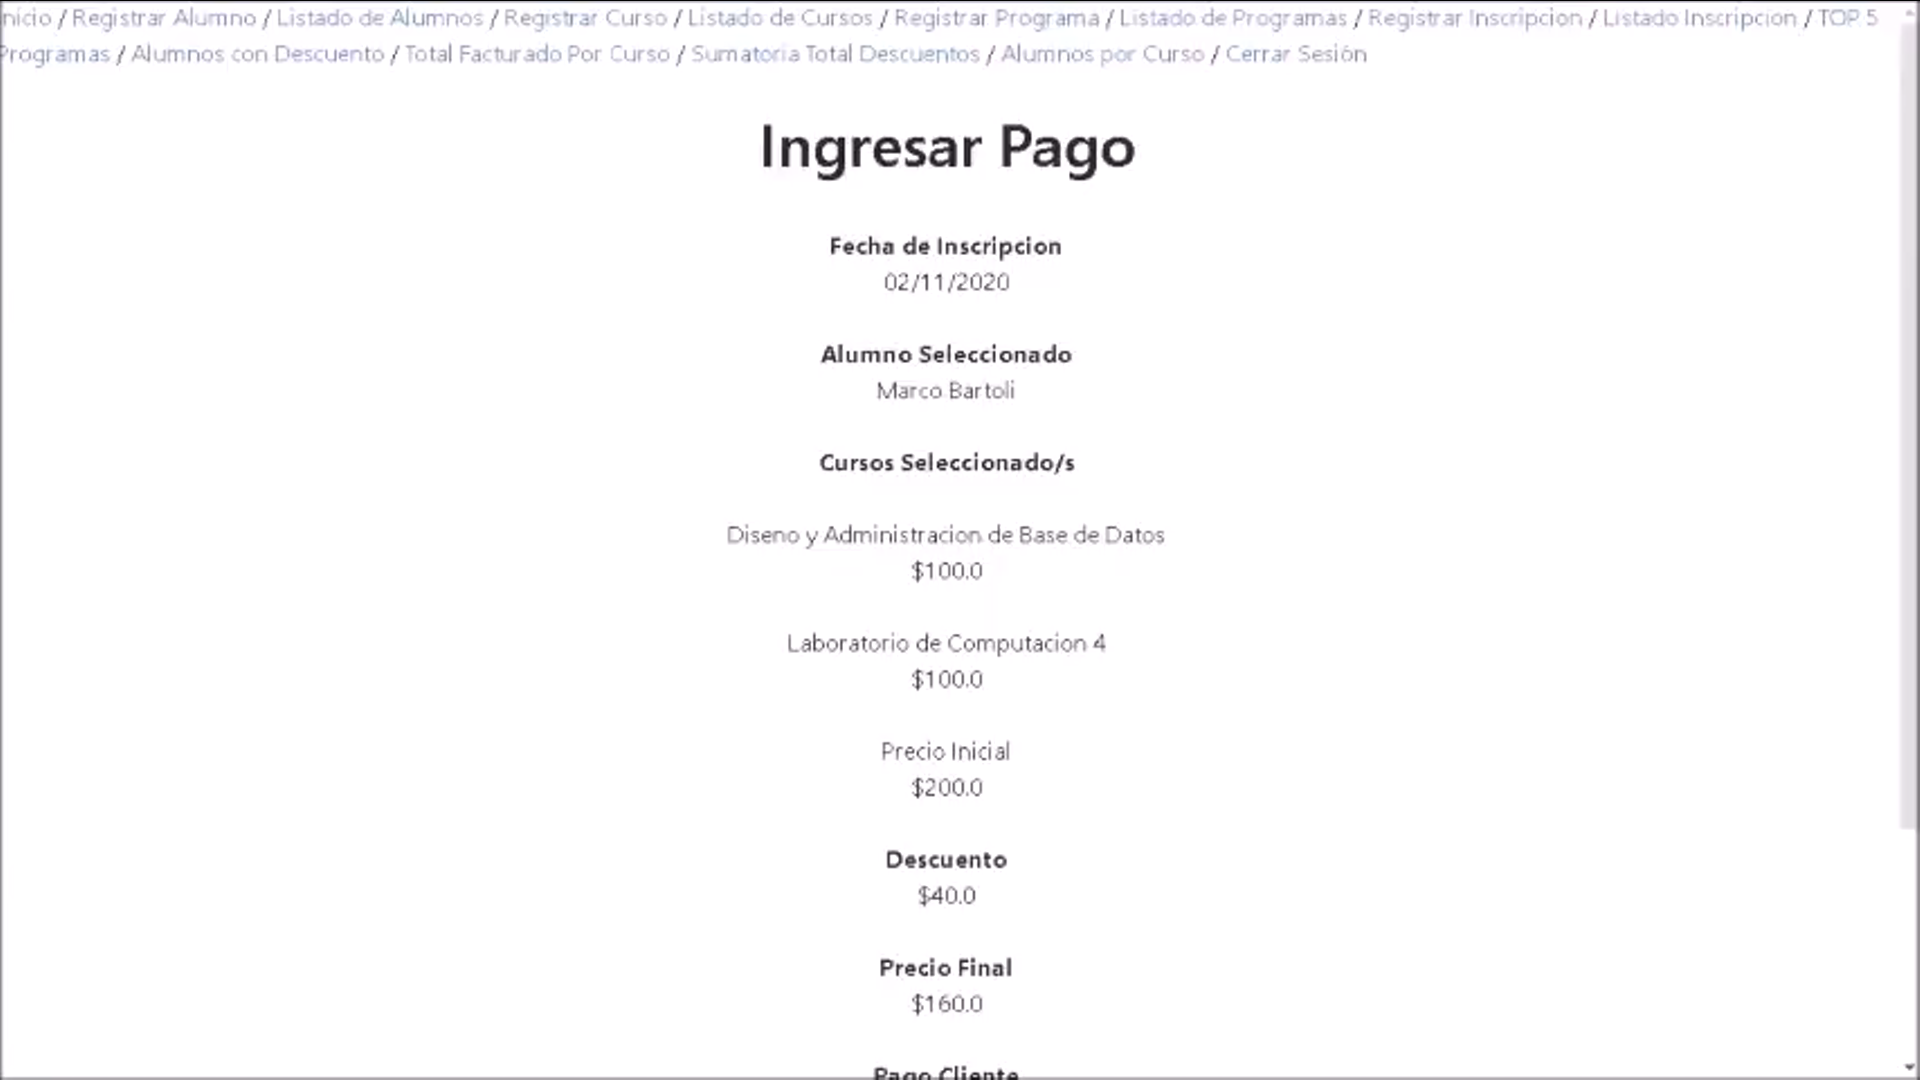 nicio / Registrar Alumno / Listado de Alumnos / Registrar Curso / Listado de Cursos / Registrar Programa / Listado de Programas / Registrar Inscripcion / Listado Inscripcion / TOP 5
Programas / Alumnos con Descuento / Total Facturado Por Curso / Sumatoria Total Descuentos / Alumnos por Curso / Cerrar Sesión
Ingresar Pago
Fecha de Inscripcion
02/11/2020
Alumno Seleccionado
Marco Bartoli
Cursos Seleccionado/s
Diseno y Administracion de Base de Datos
$100.0
Laboratorio de Computacion 4
$100.0
Precio Inicial
$200.0
Descuento
$40.0
Precio Final
$160.0
Pago Cliente